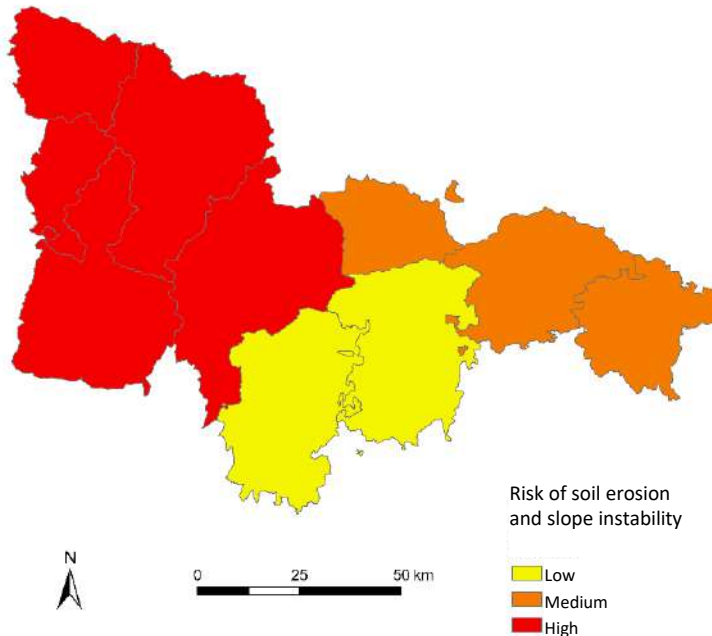 Risk of soil erosion
and slope instability
Low
Medium
High
N
0 25 50 km